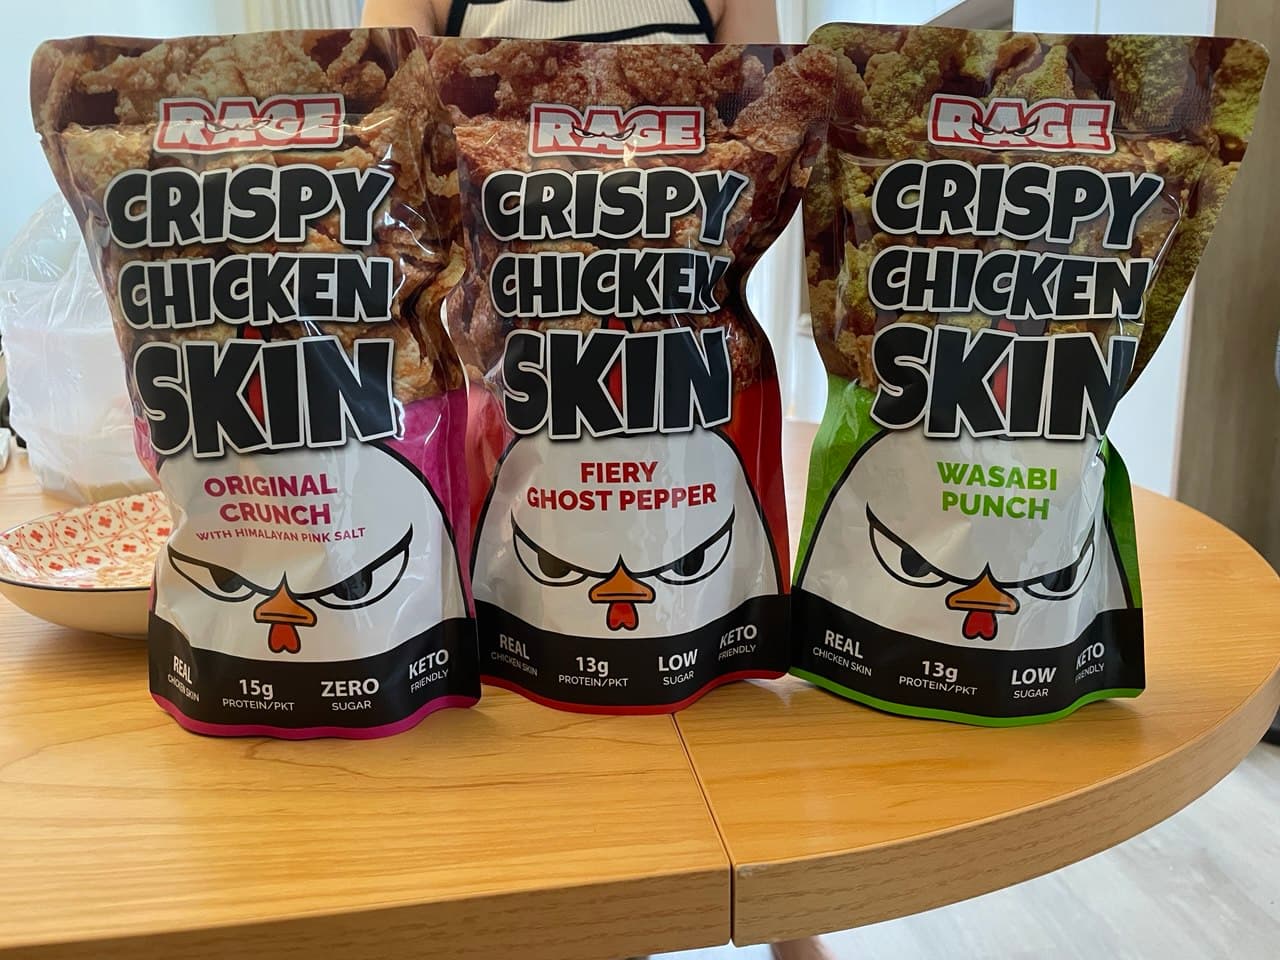 RAGE
CRISPY
CHICKEN
SKIN
ORIGINAL
CRUNCH
WITH HIMALAYAN PINK SALT
REAL
CHICKEN SKIN
15g
PROTEIN/PKT
ZERO
SUGAR
KETO
FRIENDLY
RAGE
CRISPY
CHICKEN
SKIN
FIERY
GHOST PEPPER
REAL
CHICKEN SKIN
13g
PROTEIN/PKT
LOW
SUGAR
KETO
FRIENDLY
RAGE
CRISPY
CHICKEN
SKIN
WASABI
PUNCH
REAL
CHICKEN SKIN
13g
PROTEIN/PKT
LOW
SUGAR
KETO
FRIENDLY